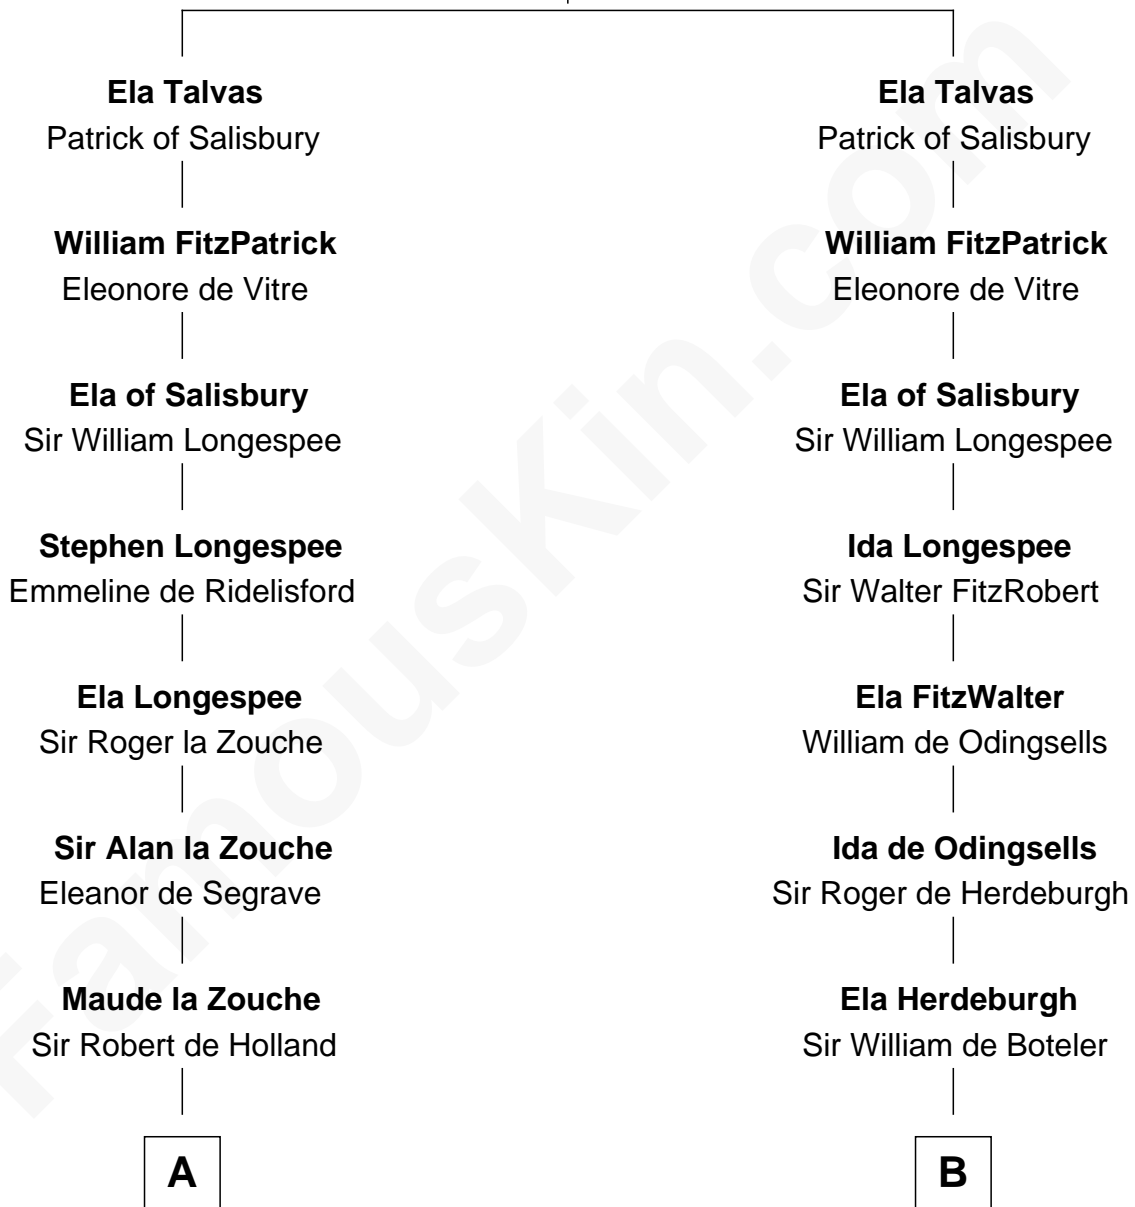 Ela Talvas
Patrick of Salisbury
William FitzPatrick
Eleonore de Vitre
Ela of Salisbury
Sir William Longespee
Stephen Longespee
Emmeline de Ridelisford
Ela Longespee
Sir Roger la Zouche
Sir Alan la Zouche
Eleanor de Segrave
Maude la Zouche
Sir Robert de Holland
A
Ela Talvas
Patrick of Salisbury
William FitzPatrick
Eleonore de Vitre
Ela of Salisbury
Sir William Longespee
Ida Longespee
Sir Walter FitzRobert
Ela FitzWalter
William de Odingsells
Ida de Odingsells
Sir Roger de Herdeburgh
Ela Herdeburgh
Sir William de Boteler
B
FamousKin.com